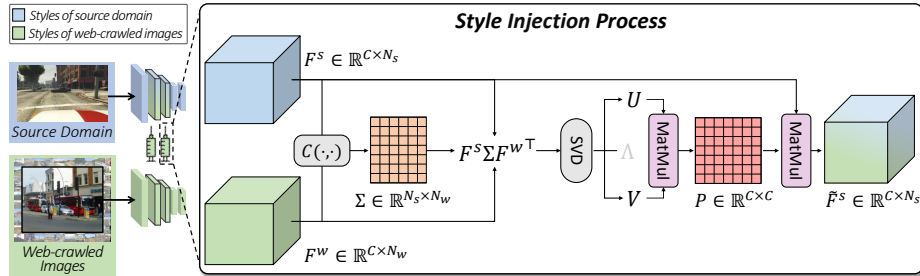 Styles of source domain
Styles of web-crawled images
Source Domain
Web-crawled
Images
Style Injection Process
F^s ∈ ℝ^{C×N_s}
C(·,·)
Σ ∈ ℝ^{N_s×N_w}
F^w ∈ ℝ^{C×N_w}
F^s Σ F^{w⊤}
SVD
U
Λ
V
MatMul
P ∈ ℝ^{C×C}
MatMul
F̃^s ∈ ℝ^{C×N_s}